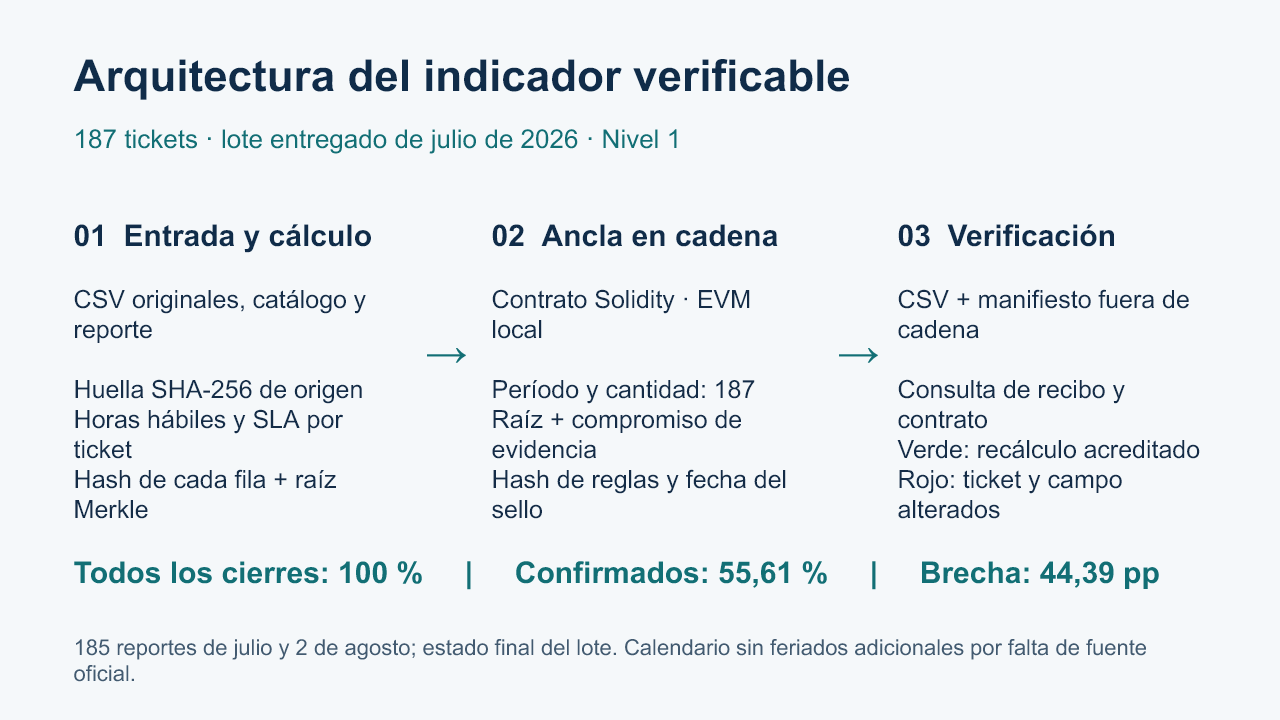 Arquitectura del indicador verificable
187 tickets · lote entregado de julio de 2026 · Nivel 1
01 Entrada y cálculo
CSV originales, catálogo y
reporte
Huella SHA-256 de origen
Horas hábiles y SLA por
ticket
Hash de cada fila + raíz
Merkle
→
02 Ancla en cadena
Contrato Solidity · EVM
local
Período y cantidad: 187
Raíz + compromiso de
evidencia
Hash de reglas y fecha del
sello
→
03 Verificación
CSV + manifiesto fuera de
cadena
Consulta de recibo y
contrato
Verde: recálculo acreditado
Rojo: ticket y campo
alterados
Todos los cierres: 100 % | Confirmados: 55,61 % | Brecha: 44,39 pp
185 reportes de julio y 2 de agosto; estado final del lote. Calendario sin feriados adicionales por falta de fuente
oficial.